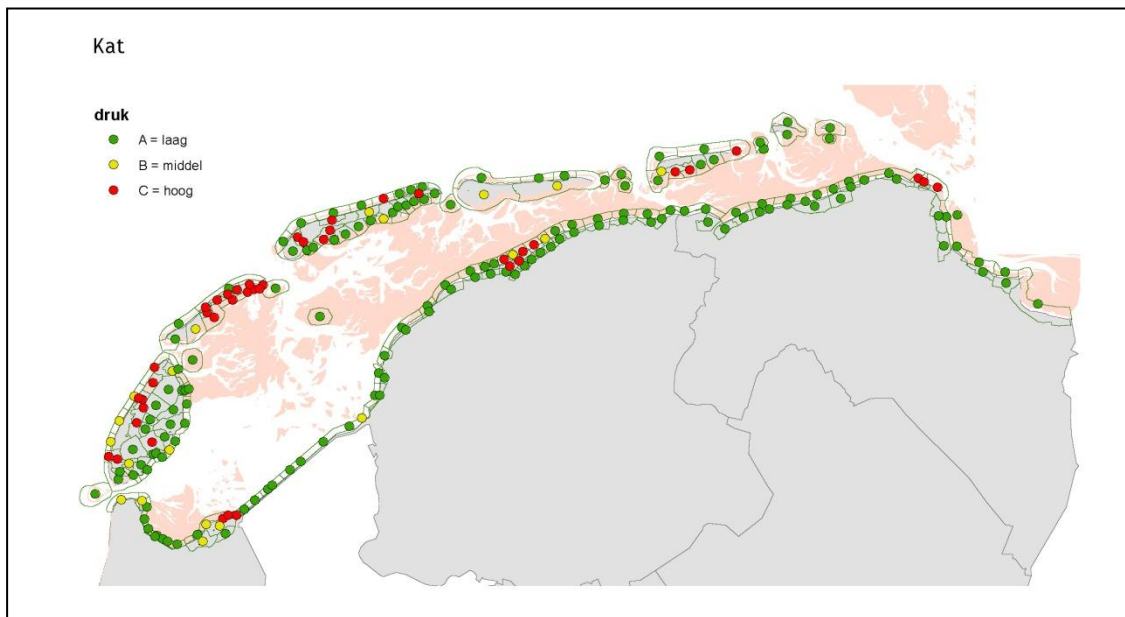 Kat
druk
A = laag
B = middel
C = hoog